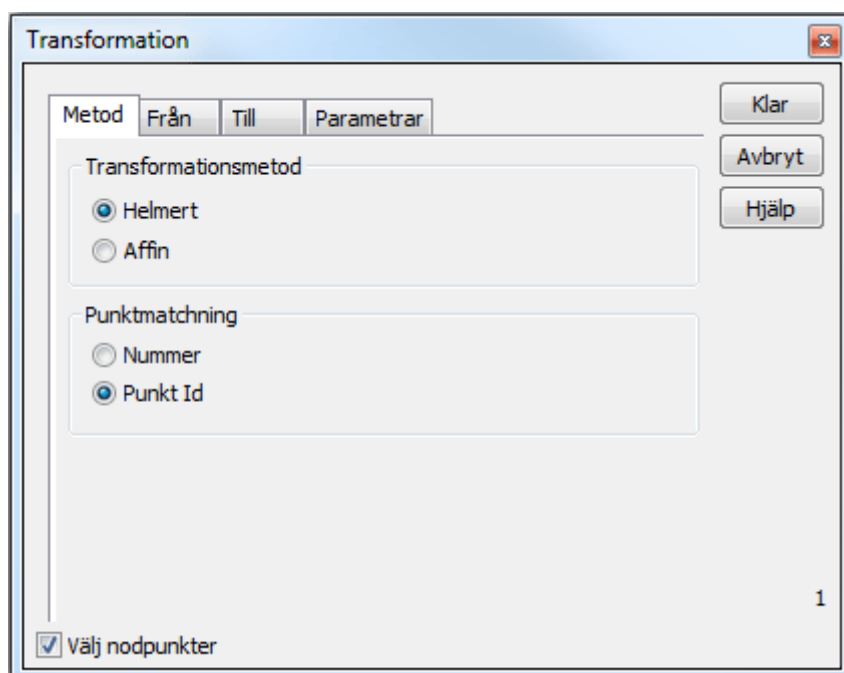 Transformation
Metod Från Till Parametrar
Klar
Avbryt
Hjälp
Transformationsmetod
Helmert
Affin
Punktmatchning
Nummer
Punkt Id
1
Välj nodpunkter